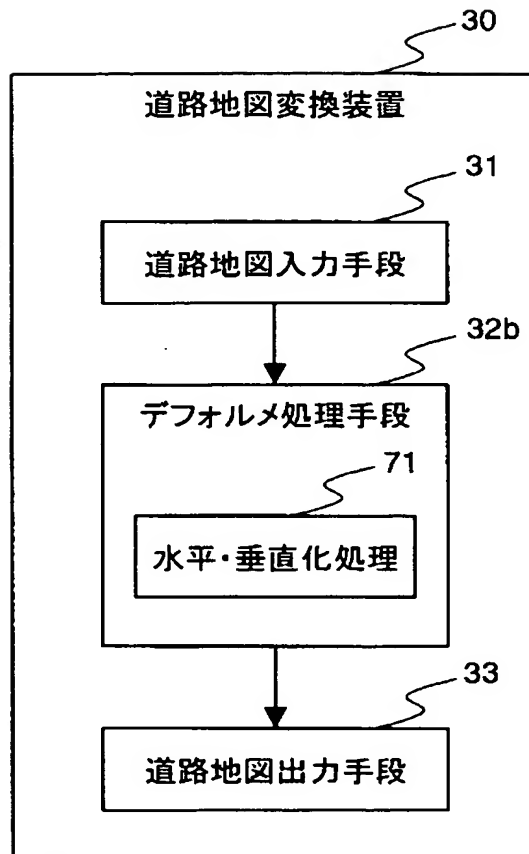 30
道路地図変換装置
31
道路地図入力手段
32b
デフォルメ処理手段
71
水平・垂直化処理
33
道路地図出力手段